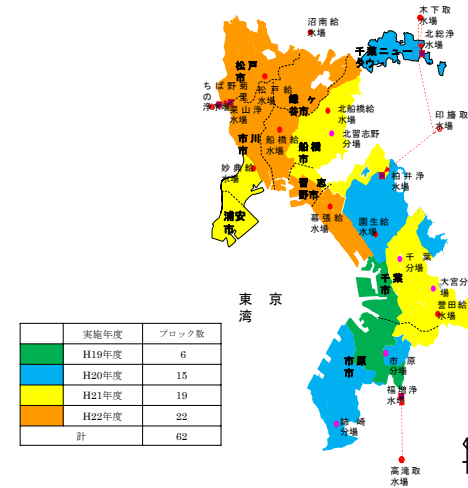 木下取
水場
沼南給
水場
北総浄
水場
千葉ニュー
タウン
松戸
市
松戸給
水場
ちば野菊里
の
浄水場
栗山浄
水場
鎌ヶ
谷市
北船橋給
水場
印旛取
水場
北習志野
分場
市川
市
船橋給
水場
船橋
市
妙典給
水場
柏井浄
水場
習志
野市
浦安
市
幕張給
水場
園生給
水場
千葉
分場
千葉
市
大宮分
場
誉田給
水場
東京
湾
市原
市
市原
分場
福増浄
水場
姉崎
分場
高滝取
水場
実施年度 ブロック数
H19年度 6
H20年度 15
H21年度 19
H22年度 22
計 62